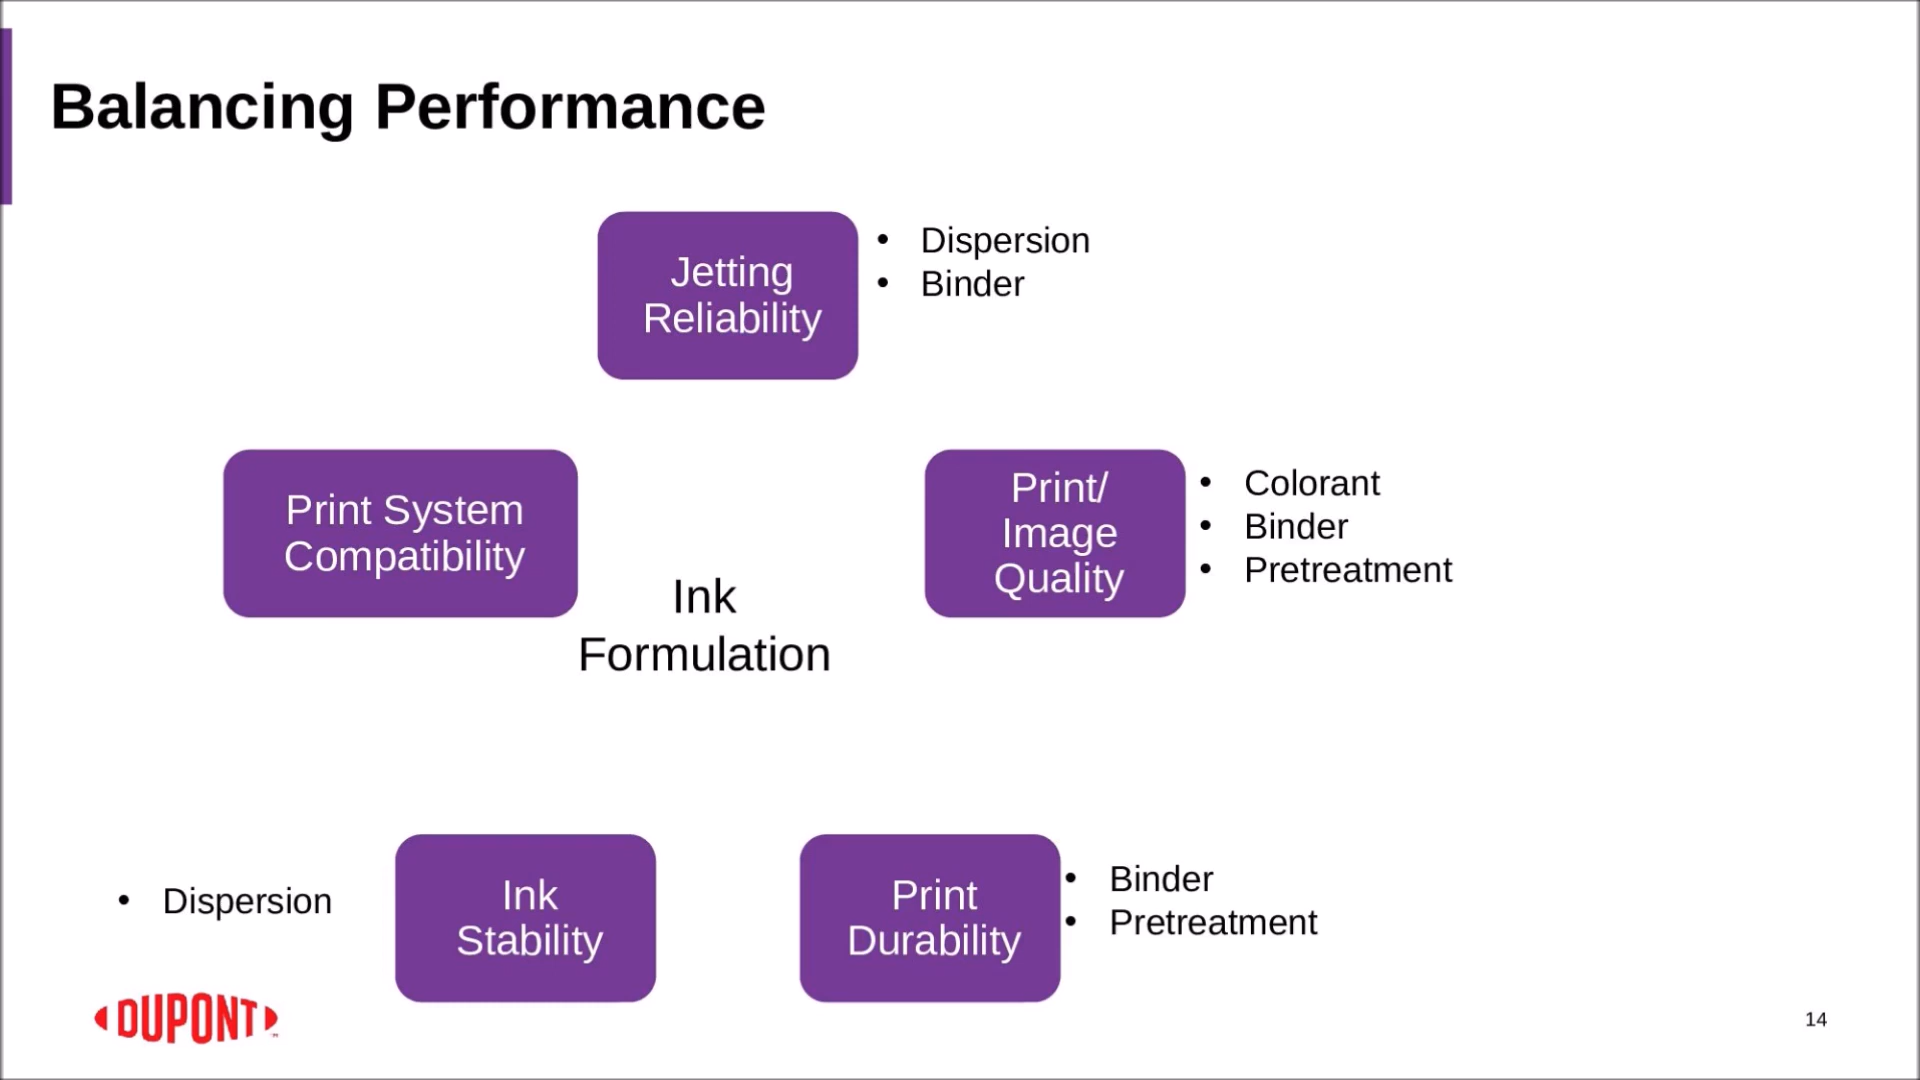 Balancing Performance
Jetting
Reliability
• Dispersion
• Binder
Print System
Compatibility
Print/
Image
Quality
• Colorant
• Binder
• Pretreatment
Ink
Formulation
• Dispersion
Ink
Stability
Print
Durability
• Binder
• Pretreatment
DUPONT
14